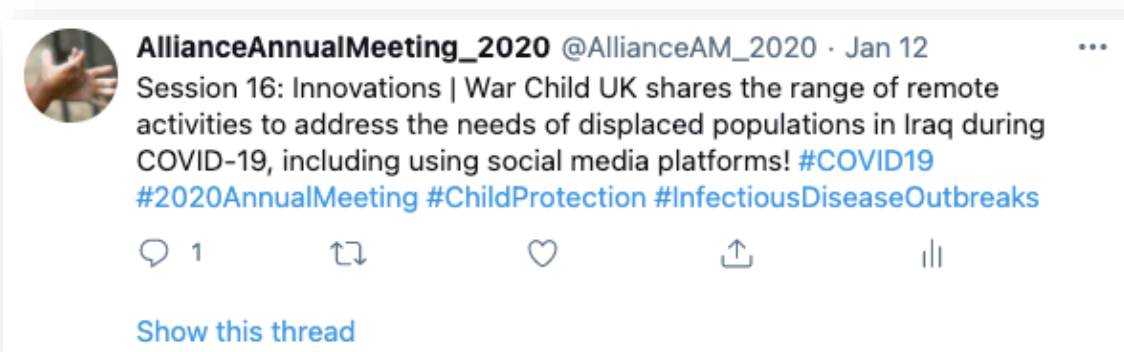 AllianceAnnualMeeting_2020 @AllianceAM_2020 · Jan 12
Session 16: Innovations | War Child UK shares the range of remote
activities to address the needs of displaced populations in Iraq during
COVID-19, including using social media platforms! #COVID19
#2020AnnualMeeting #ChildProtection #InfectiousDiseaseOutbreaks
1
Show this thread